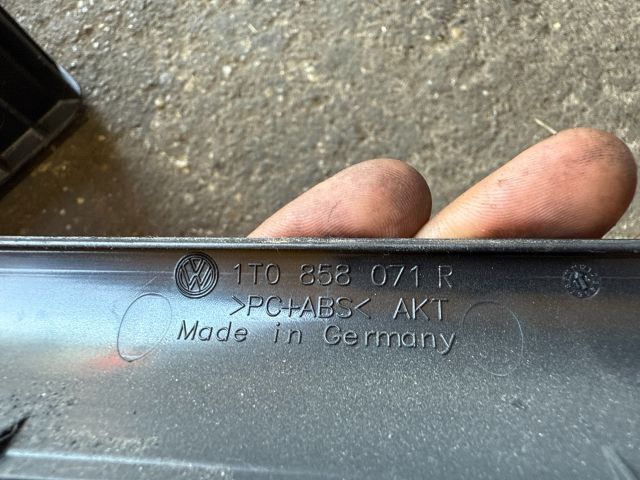 1T0 858 071 R
>PC+ABS< AKT
Made in Germany